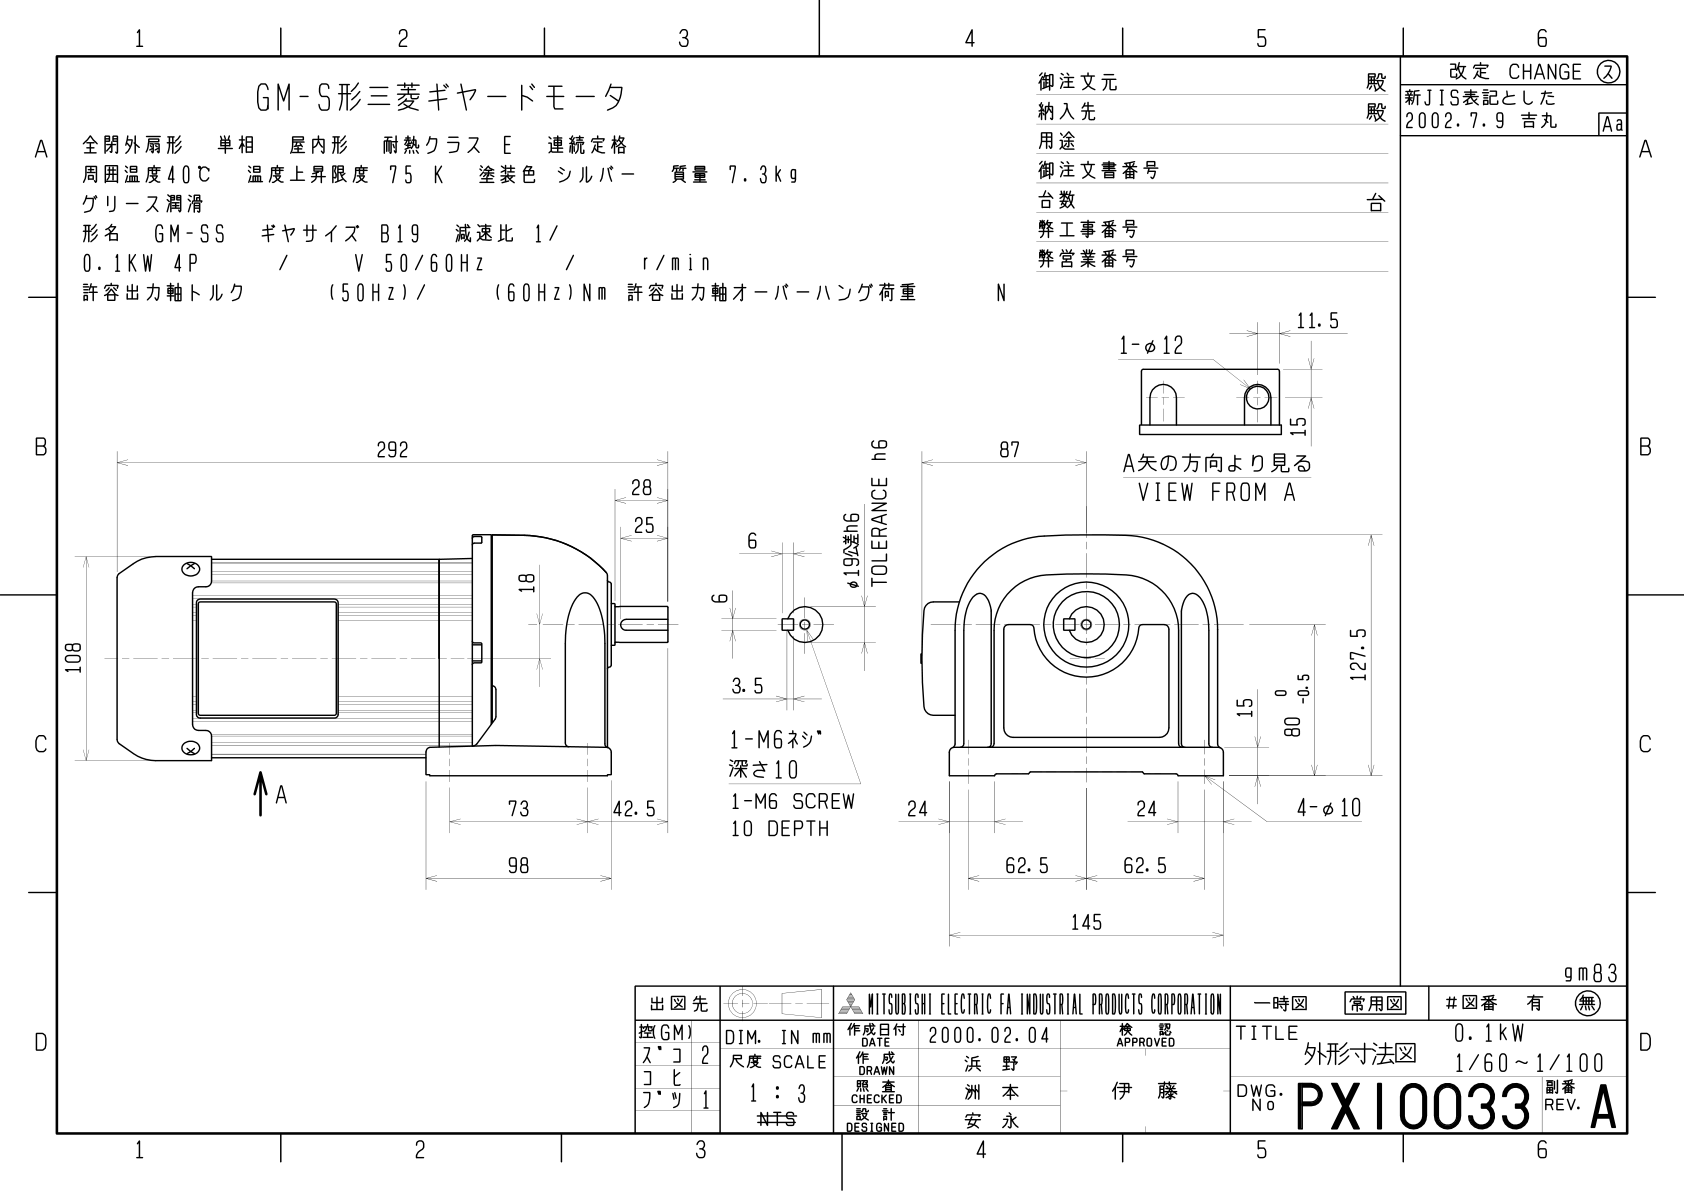 1 2 3 4 5 6
GM-S形三菱ギヤードモータ
全閉外扇形 単相 屋内形 耐熱クラス E 連続定格
周囲温度40℃ 温度上昇限度 75 K 塗装色 シルバー 質量 7.3kg
グリース潤滑
形名 GM-SS ギヤサイズ B19 減速比 1/
0.1KW 4P / V 50/60Hz / r/min
許容出力軸トルク (50Hz)/ (60Hz)Nm 許容出力軸オーバーハング荷重 N
御注文元 殿
納入先 殿
用途
御注文書番号
台数 台
弊工事番号
弊営業番号
改定 CHANGE ス
新JIS表記とした
2002.7.9 吉丸 Aa
A
B
C
D
A
B
C
D
11.5
1-φ12
15
A矢の方向より見る
VIEW FROM A
292
28
25
18
108
A
73
42.5
98
6
6
φ19公差h6
TOLERANCE h6
3.5
1-M6ネジ
深さ10
1-M6 SCREW
10 DEPTH
87
127.5
80 0 -0.5
15
24
24
4-φ10
62.5
62.5
145
gm83
出図先
控(GM)
ズコ 2
コヒ
ブツ 1
DIM. IN mm
尺度 SCALE
1 : 3
NTS
MITSUBISHI ELECTRIC FA INDUSTRIAL PRODUCTS CORPORATION
作成日付 DATE
2000.02.04
検認 APPROVED
作成 DRAWN
浜野
照査 CHECKED
洲本
伊藤
設計 DESIGNED
安永
一時図 常用図 #図番 有 無
TITLE
外形寸法図
0.1kW
1/60~1/100
DWG. No
PX10033
副番 REV.
A
1 2 3 4 5 6